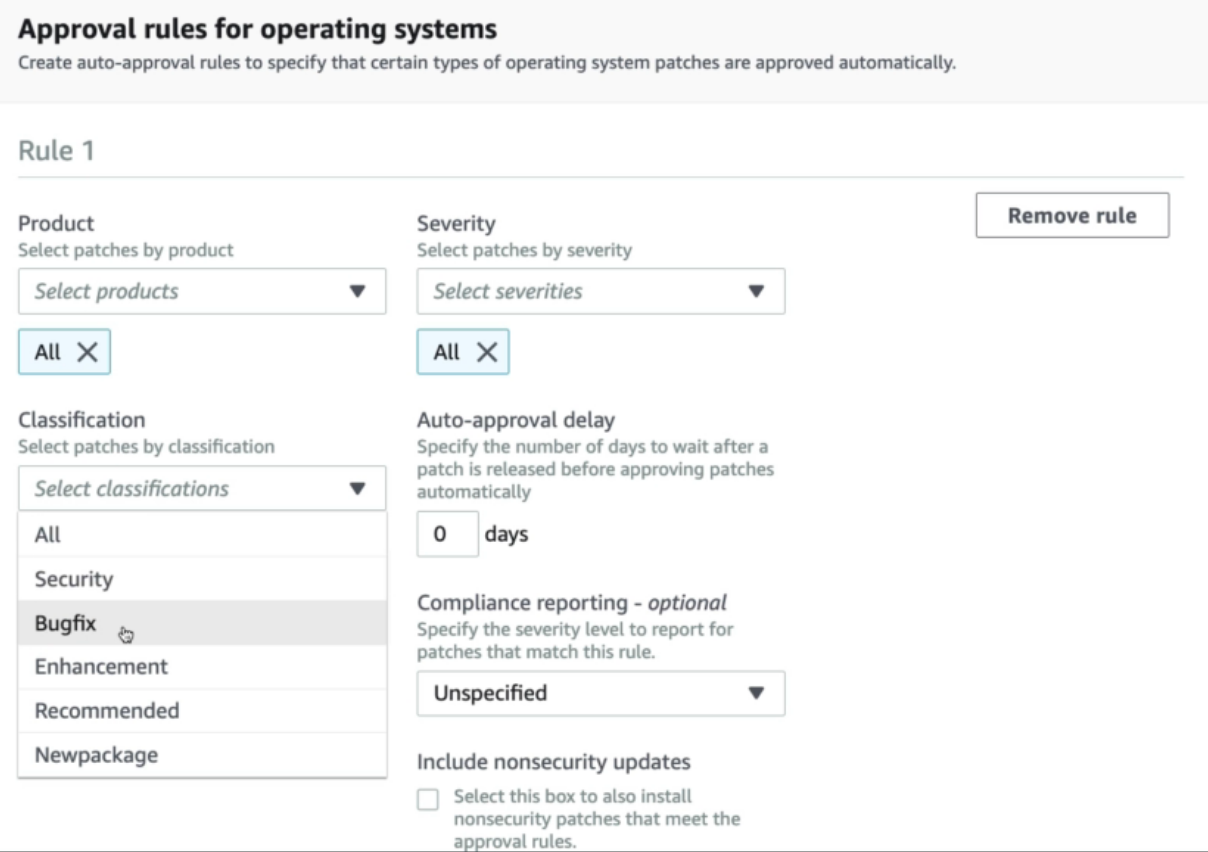 Approval rules for operating systems
Create auto-approval rules to specify that certain types of operating system patches are approved automatically.
Rule 1
Remove rule
Product
Select patches by product
Select products
All
Severity
Select patches by severity
Select severities
All
Classification
Select patches by classification
Select classifications
All
Security
Bugfix
Enhancement
Recommended
Newpackage
Auto-approval delay
Specify the number of days to wait after a
patch is released before approving patches
automatically
0 days
Compliance reporting - optional
Specify the severity level to report for
patches that match this rule.
Unspecified
Include nonsecurity updates
Select this box to also install
nonsecurity patches that meet the
approval rules.